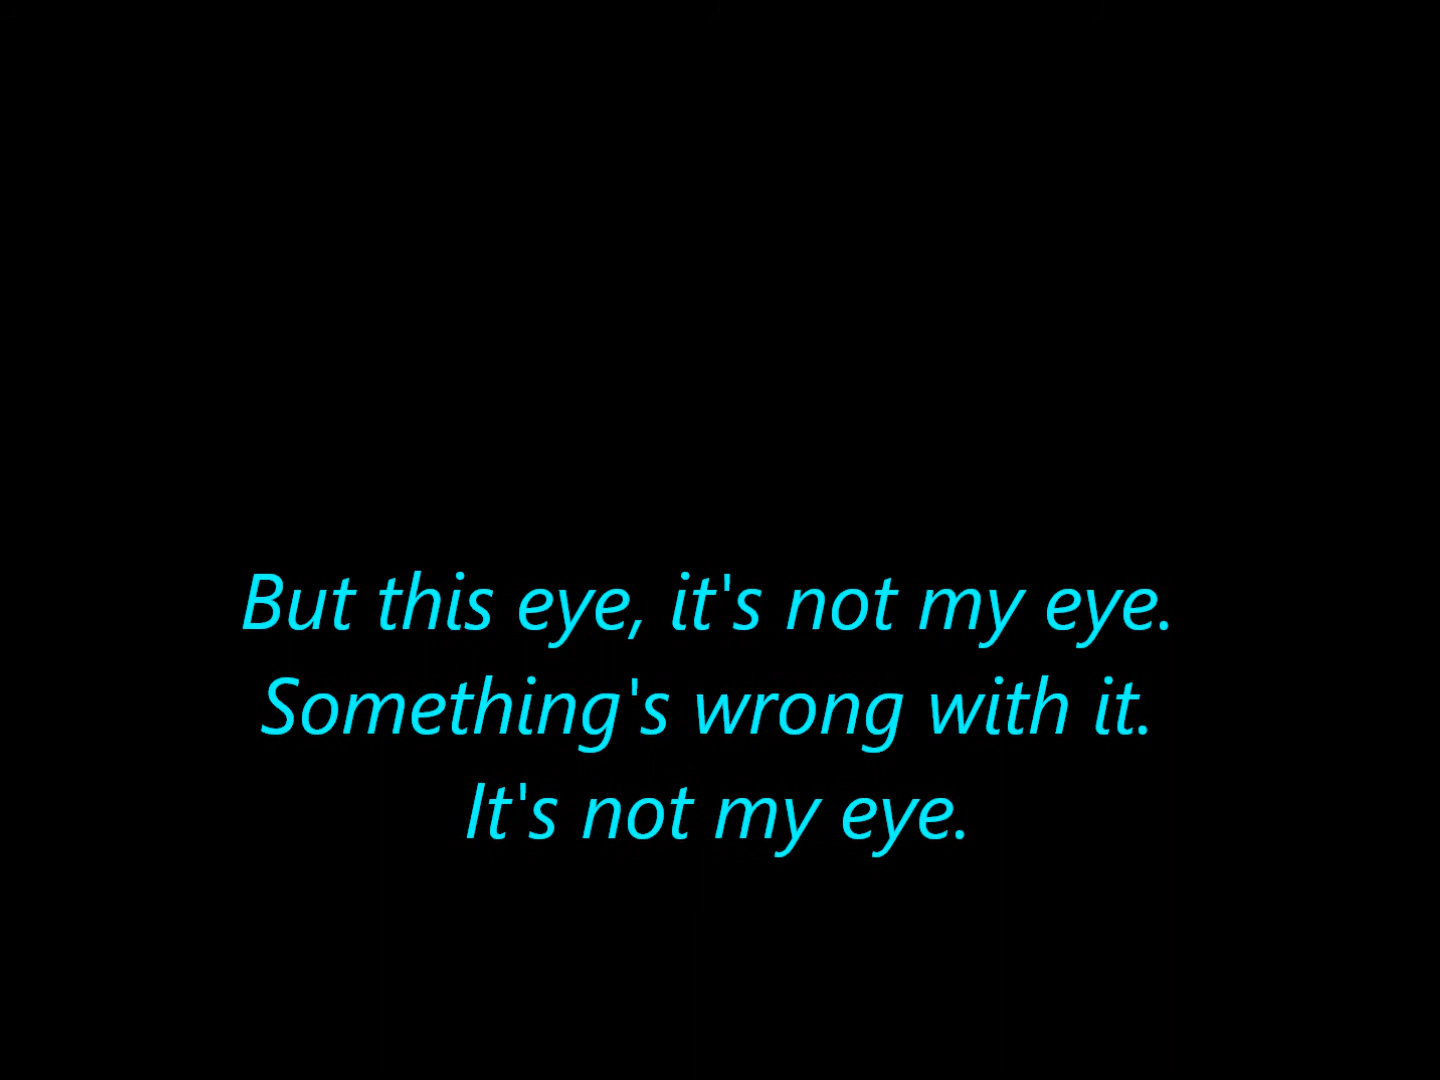 But this eye, it's not my eye.
Something's wrong with it.
It's not my eye.